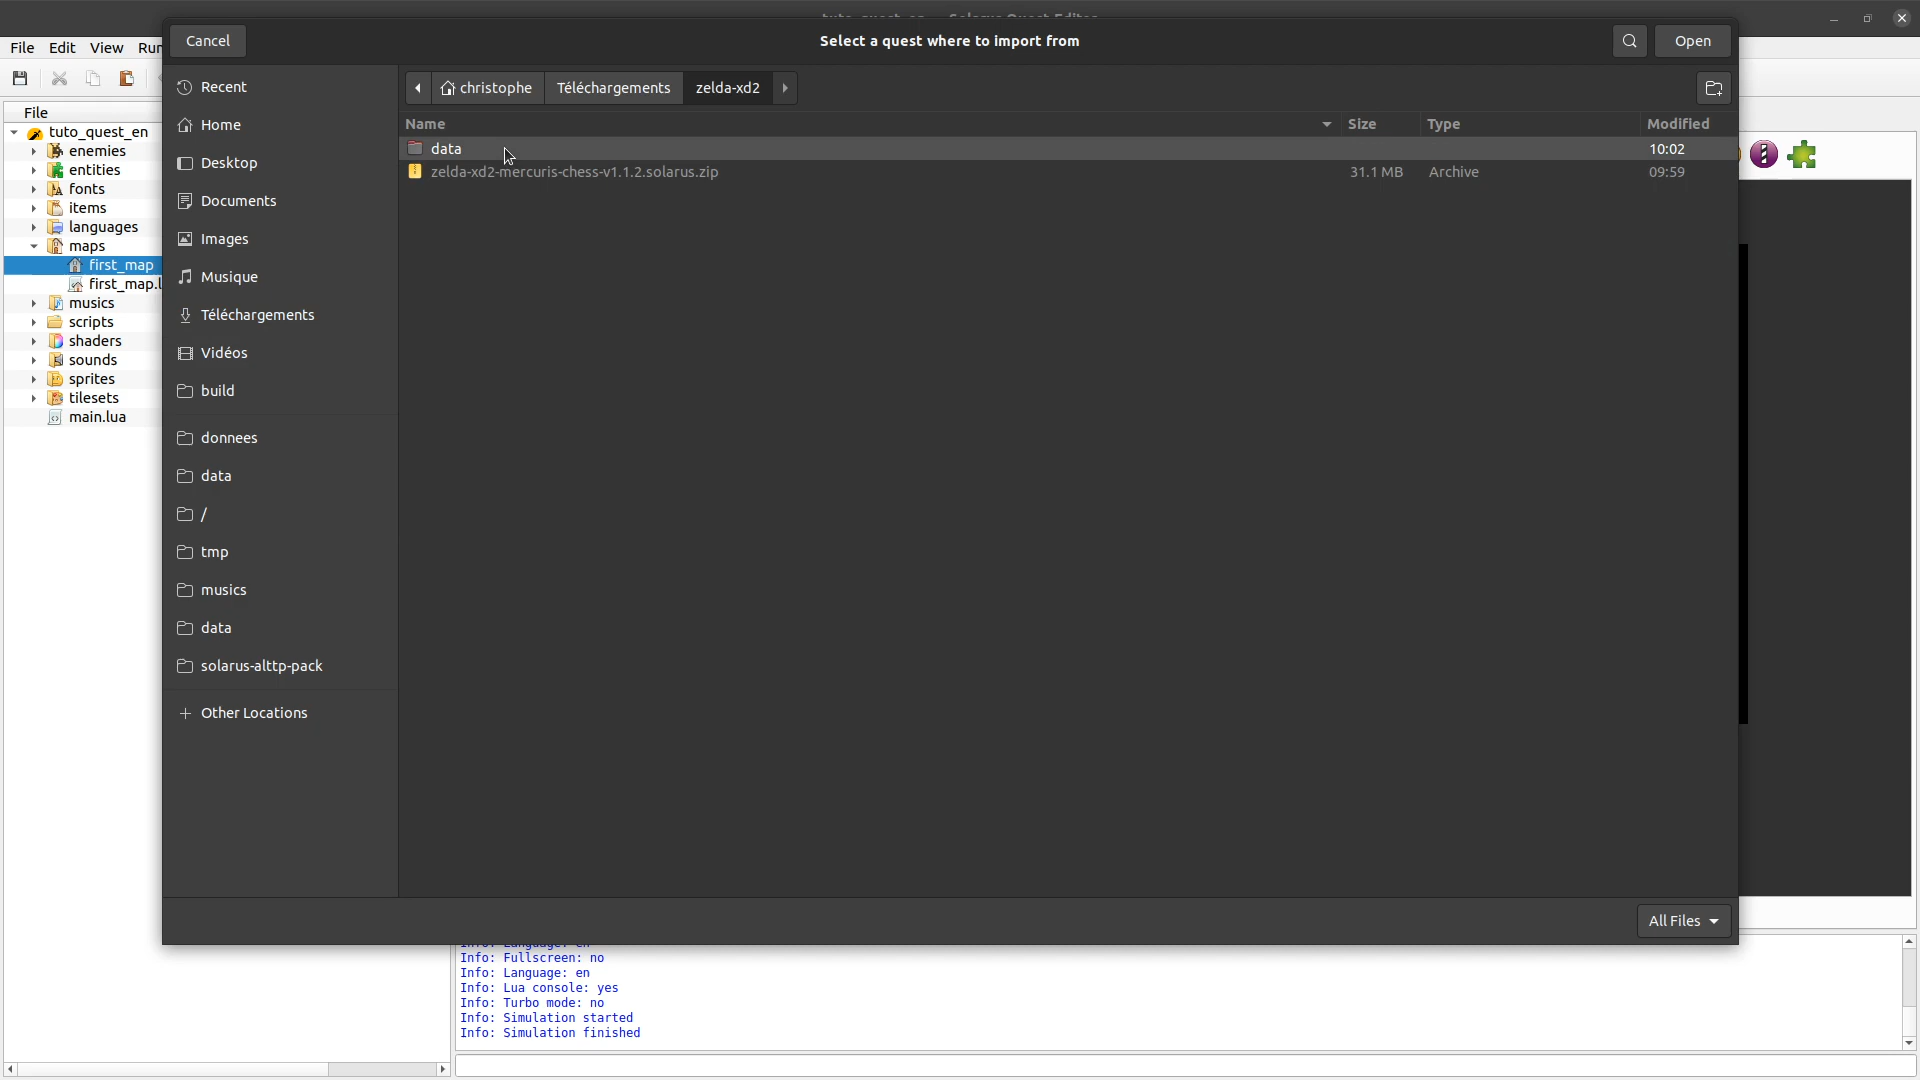 Cancel
Select a quest where to import from
Open
File Edit View Run
File
tuto_quest_en
enemies
entities
fonts
items
languages
maps
first_map
first_map.l
musics
scripts
shaders
sounds
sprites
tilesets
main.lua
Recent
Home
Desktop
Documents
Images
Musique
Téléchargements
Vidéos
build
donnees
data
/
tmp
musics
data
solarus-alttp-pack
Other Locations
christophe Téléchargements zelda-xd2
Name Size Type Modified
data 10:02
zelda-xd2-mercuris-chess-v1.1.2.solarus.zip 31.1 MB Archive 09:59
All Files
Info: Fullscreen: no
Info: Language: en
Info: Lua console: yes
Info: Turbo mode: no
Info: Simulation started
Info: Simulation finished